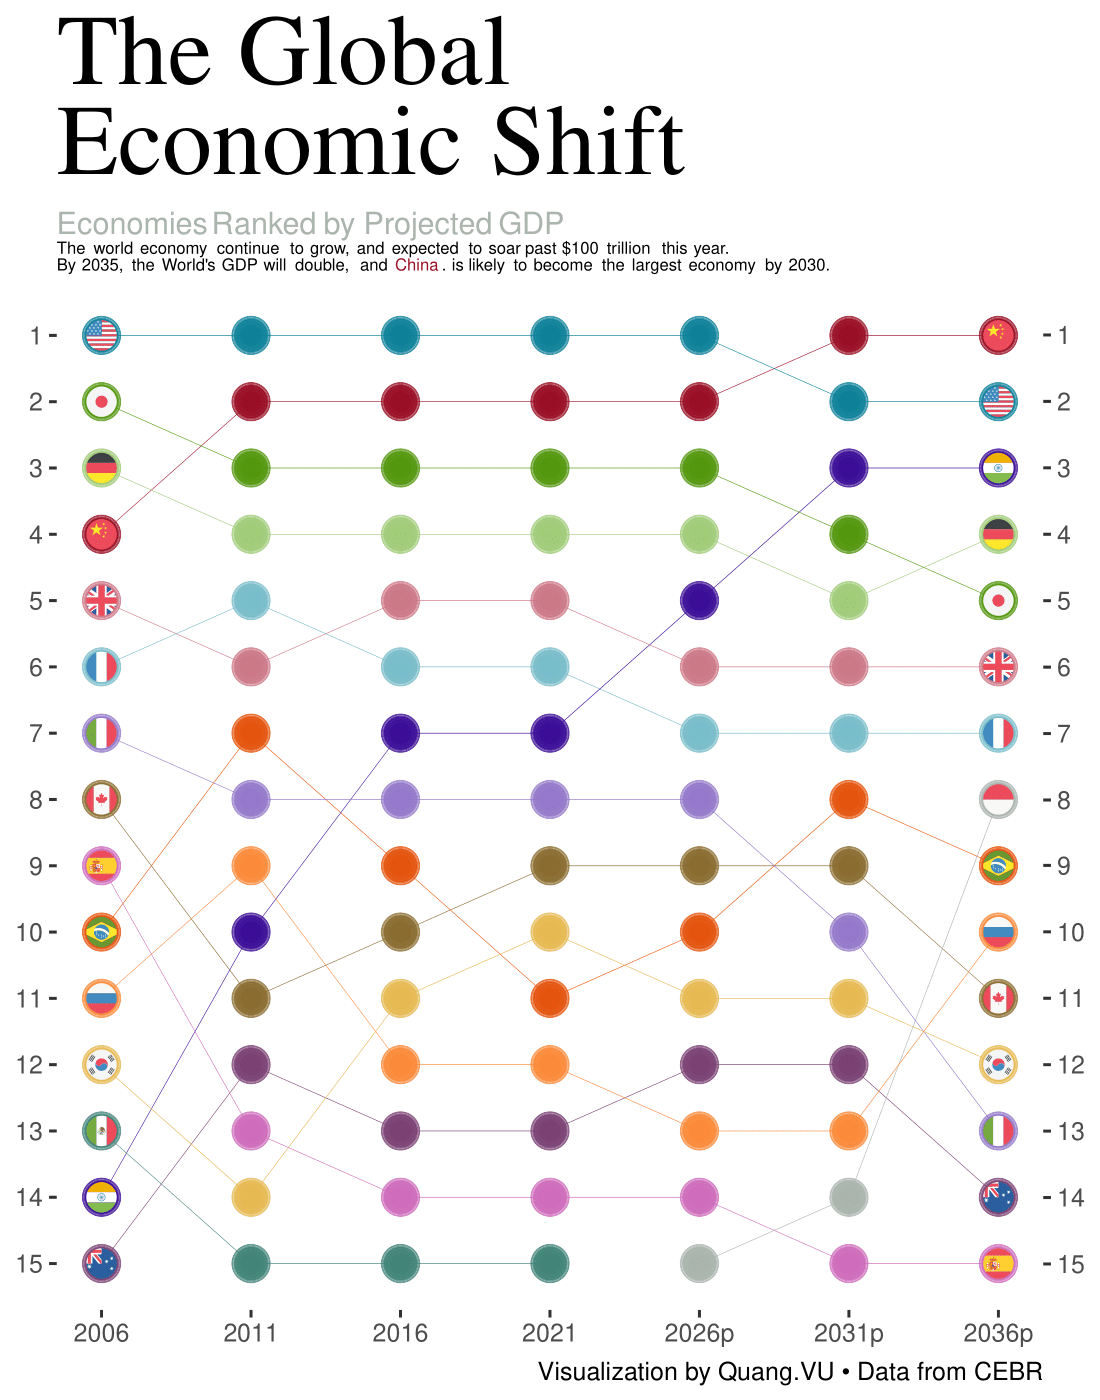 The Global
Economic Shift
Economies Ranked by Projected GDP
The world economy continue to grow, and expected to soar past $100 trillion this year.
By 2035, the World's GDP will double, and China . is likely to become the largest economy by 2030.
1 1
2 2
3 3
4 4
5 5
6 6
7 7
8 8
9 9
10 10
11 11
12 12
13 13
14 14
15 15
2006 2011 2016 2021 2026p 2031p 2036p
Visualization by Quang.VU • Data from CEBR